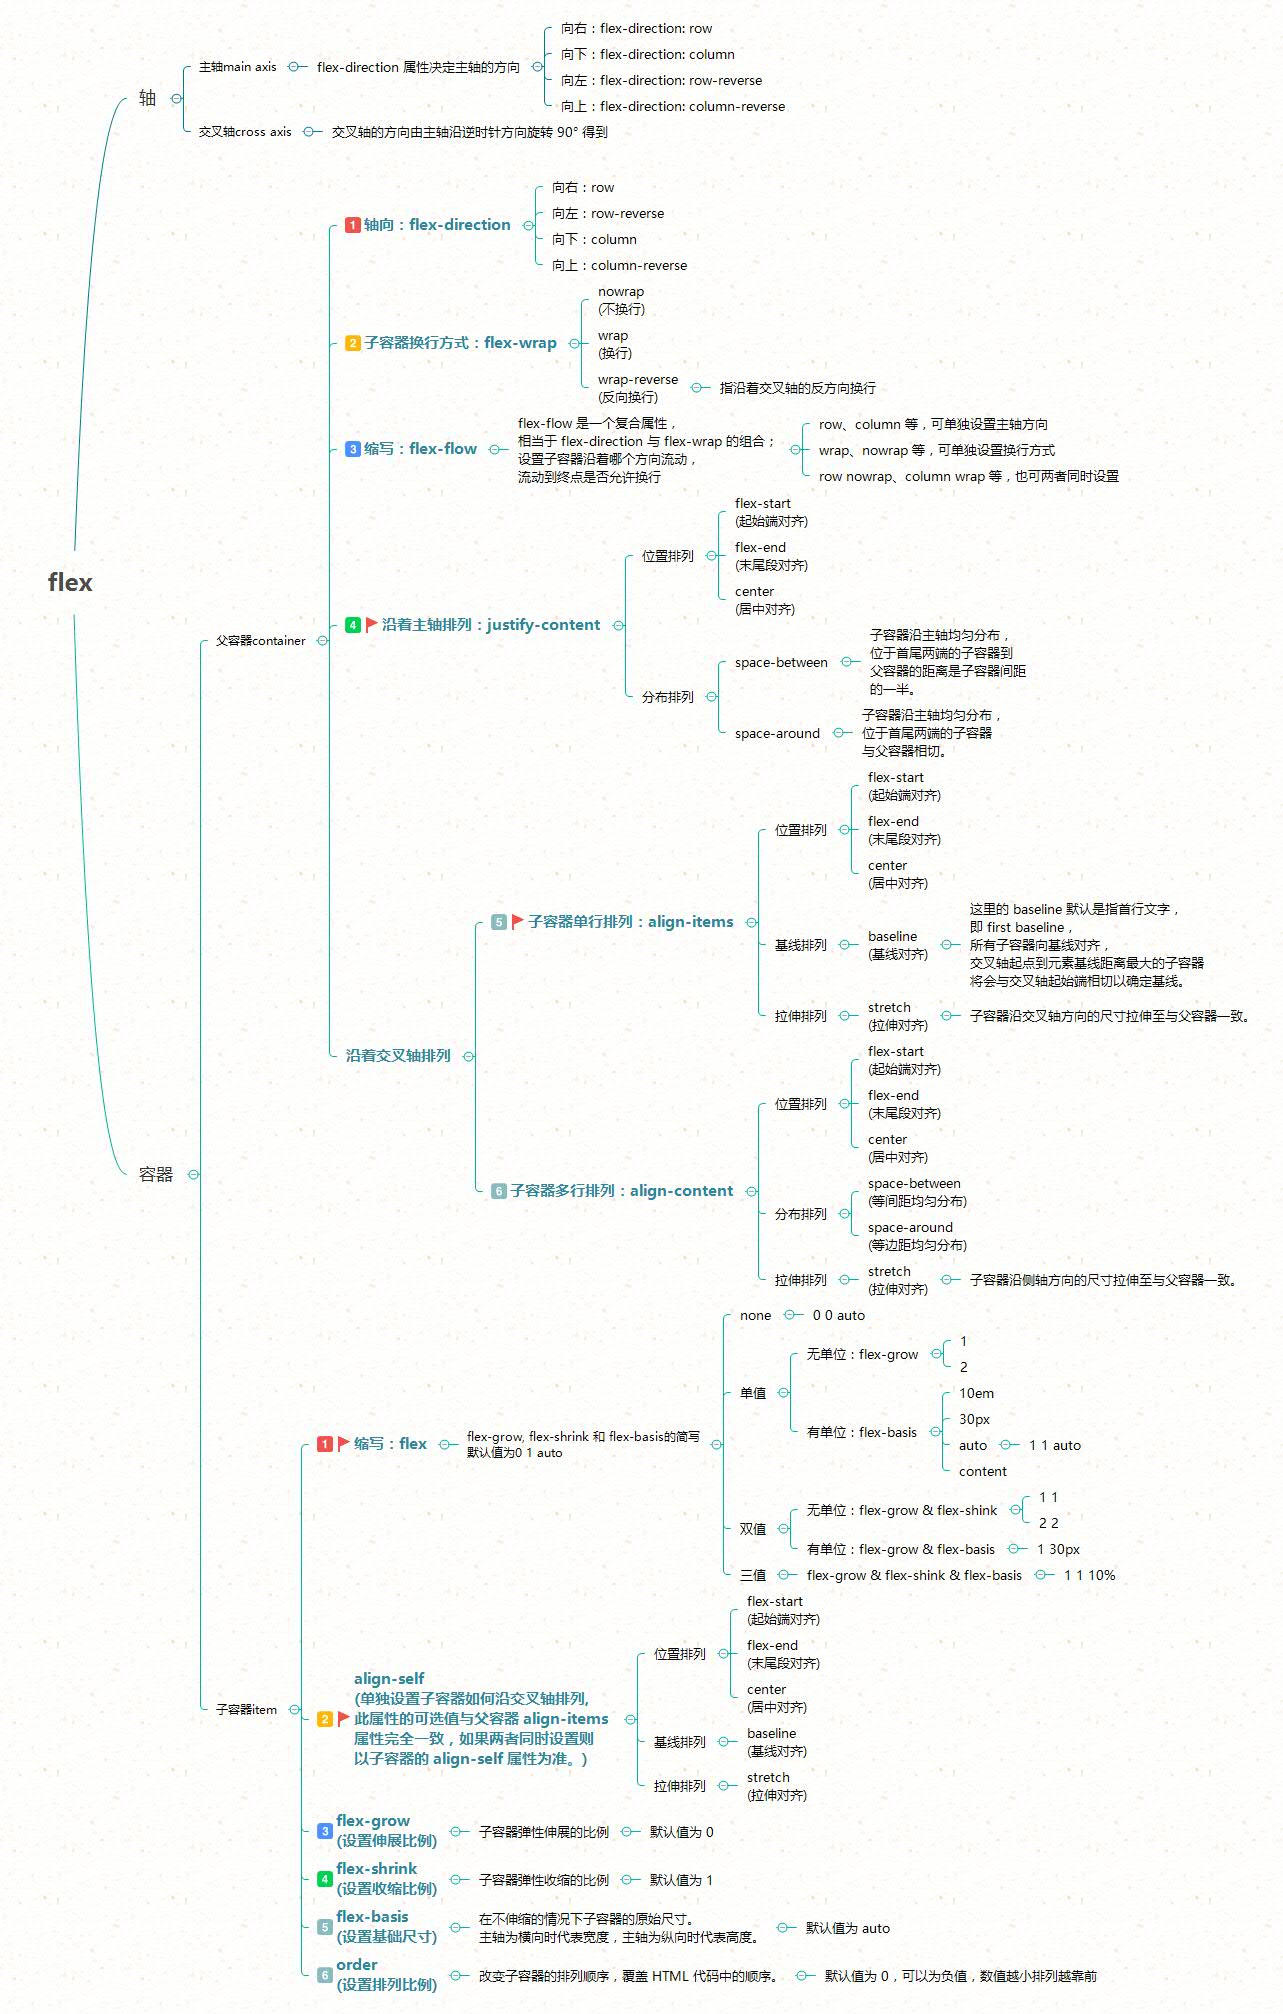 flex
轴
主轴main axis
flex-direction 属性决定主轴的方向
向右：flex-direction: row
向下：flex-direction: column
向左：flex-direction: row-reverse
向上：flex-direction: column-reverse
交叉轴cross axis
交叉轴的方向由主轴沿逆时针方向旋转 90° 得到
容器
父容器container
1 轴向：flex-direction
向右：row
向左：row-reverse
向下：column
向上：column-reverse
2 子容器换行方式：flex-wrap
nowrap
(不换行)
wrap
(换行)
wrap-reverse
(反向换行)
指沿着交叉轴的反方向换行
3 缩写：flex-flow
flex-flow 是一个复合属性，
相当于 flex-direction 与 flex-wrap 的组合；
设置子容器沿着哪个方向流动，
流动到终点是否允许换行
row、column 等，可单独设置主轴方向
wrap、nowrap 等，可单独设置换行方式
row nowrap、column wrap 等，也可两者同时设置
4 沿着主轴排列：justify-content
位置排列
flex-start
(起始端对齐)
flex-end
(末尾段对齐)
center
(居中对齐)
分布排列
space-between
子容器沿主轴均匀分布，
位于首尾两端的子容器到
父容器的距离是子容器间距
的一半。
space-around
子容器沿主轴均匀分布，
位于首尾两端的子容器
与父容器相切。
沿着交叉轴排列
5 子容器单行排列：align-items
位置排列
flex-start
(起始端对齐)
flex-end
(末尾段对齐)
center
(居中对齐)
基线排列
baseline
(基线对齐)
这里的 baseline 默认是指首行文字，
即 first baseline，
所有子容器向基线对齐，
交叉轴起点到元素基线距离最大的子容器
将会与交叉轴起始端相切以确定基线。
拉伸排列
stretch
(拉伸对齐)
子容器沿交叉轴方向的尺寸拉伸至与父容器一致。
6 子容器多行排列：align-content
位置排列
flex-start
(起始端对齐)
flex-end
(末尾段对齐)
center
(居中对齐)
分布排列
space-between
(等间距均匀分布)
space-around
(等边距均匀分布)
拉伸排列
stretch
(拉伸对齐)
子容器沿侧轴方向的尺寸拉伸至与父容器一致。
子容器item
1 缩写：flex
flex-grow, flex-shrink 和 flex-basis的简写
默认值为0 1 auto
none
0 0 auto
单值
无单位：flex-grow
1
2
有单位：flex-basis
10em
30px
auto
1 1 auto
content
双值
无单位：flex-grow & flex-shink
1 1
2 2
有单位：flex-grow & flex-basis
1 30px
三值
flex-grow & flex-shink & flex-basis
1 1 10%
2
align-self
(单独设置子容器如何沿交叉轴排列,
此属性的可选值与父容器 align-items
属性完全一致，如果两者同时设置则
以子容器的 align-self 属性为准。)
位置排列
flex-start
(起始端对齐)
flex-end
(末尾段对齐)
center
(居中对齐)
基线排列
baseline
(基线对齐)
拉伸排列
stretch
(拉伸对齐)
3
flex-grow
(设置伸展比例)
子容器弹性伸展的比例
默认值为 0
4
flex-shrink
(设置收缩比例)
子容器弹性收缩的比例
默认值为 1
5
flex-basis
(设置基础尺寸)
在不伸缩的情况下子容器的原始尺寸。
主轴为横向时代表宽度，主轴为纵向时代表高度。
默认值为 auto
6
order
(设置排列比例)
改变子容器的排列顺序，覆盖 HTML 代码中的顺序。
默认值为 0，可以为负值，数值越小排列越靠前